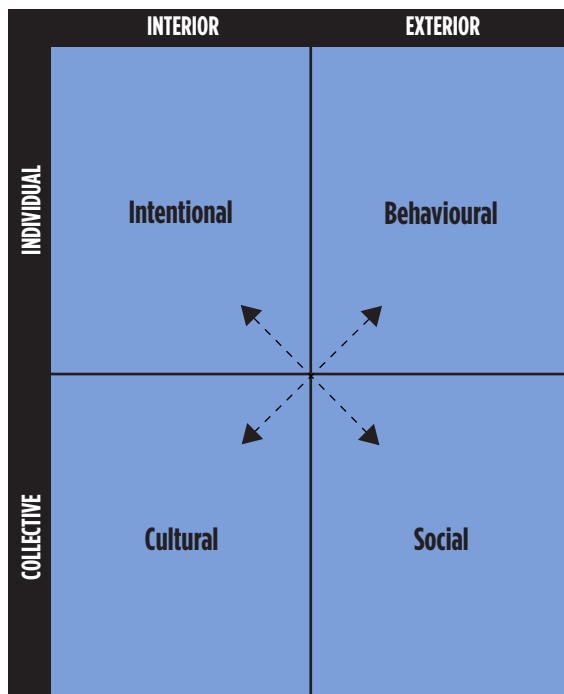 INTERIOR
EXTERIOR
INDIVIDUAL
Intentional
Behavioural
COLLECTIVE
Cultural
Social